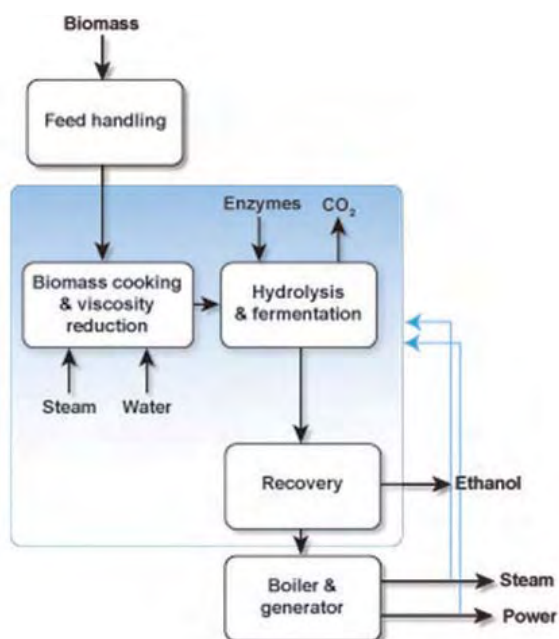 Biomass
Feed handling
Enzymes
CO₂
Biomass cooking
& viscosity
reduction
Hydrolysis
& fermentation
Steam
Water
Recovery
Ethanol
Boiler &
generator
Steam
Power